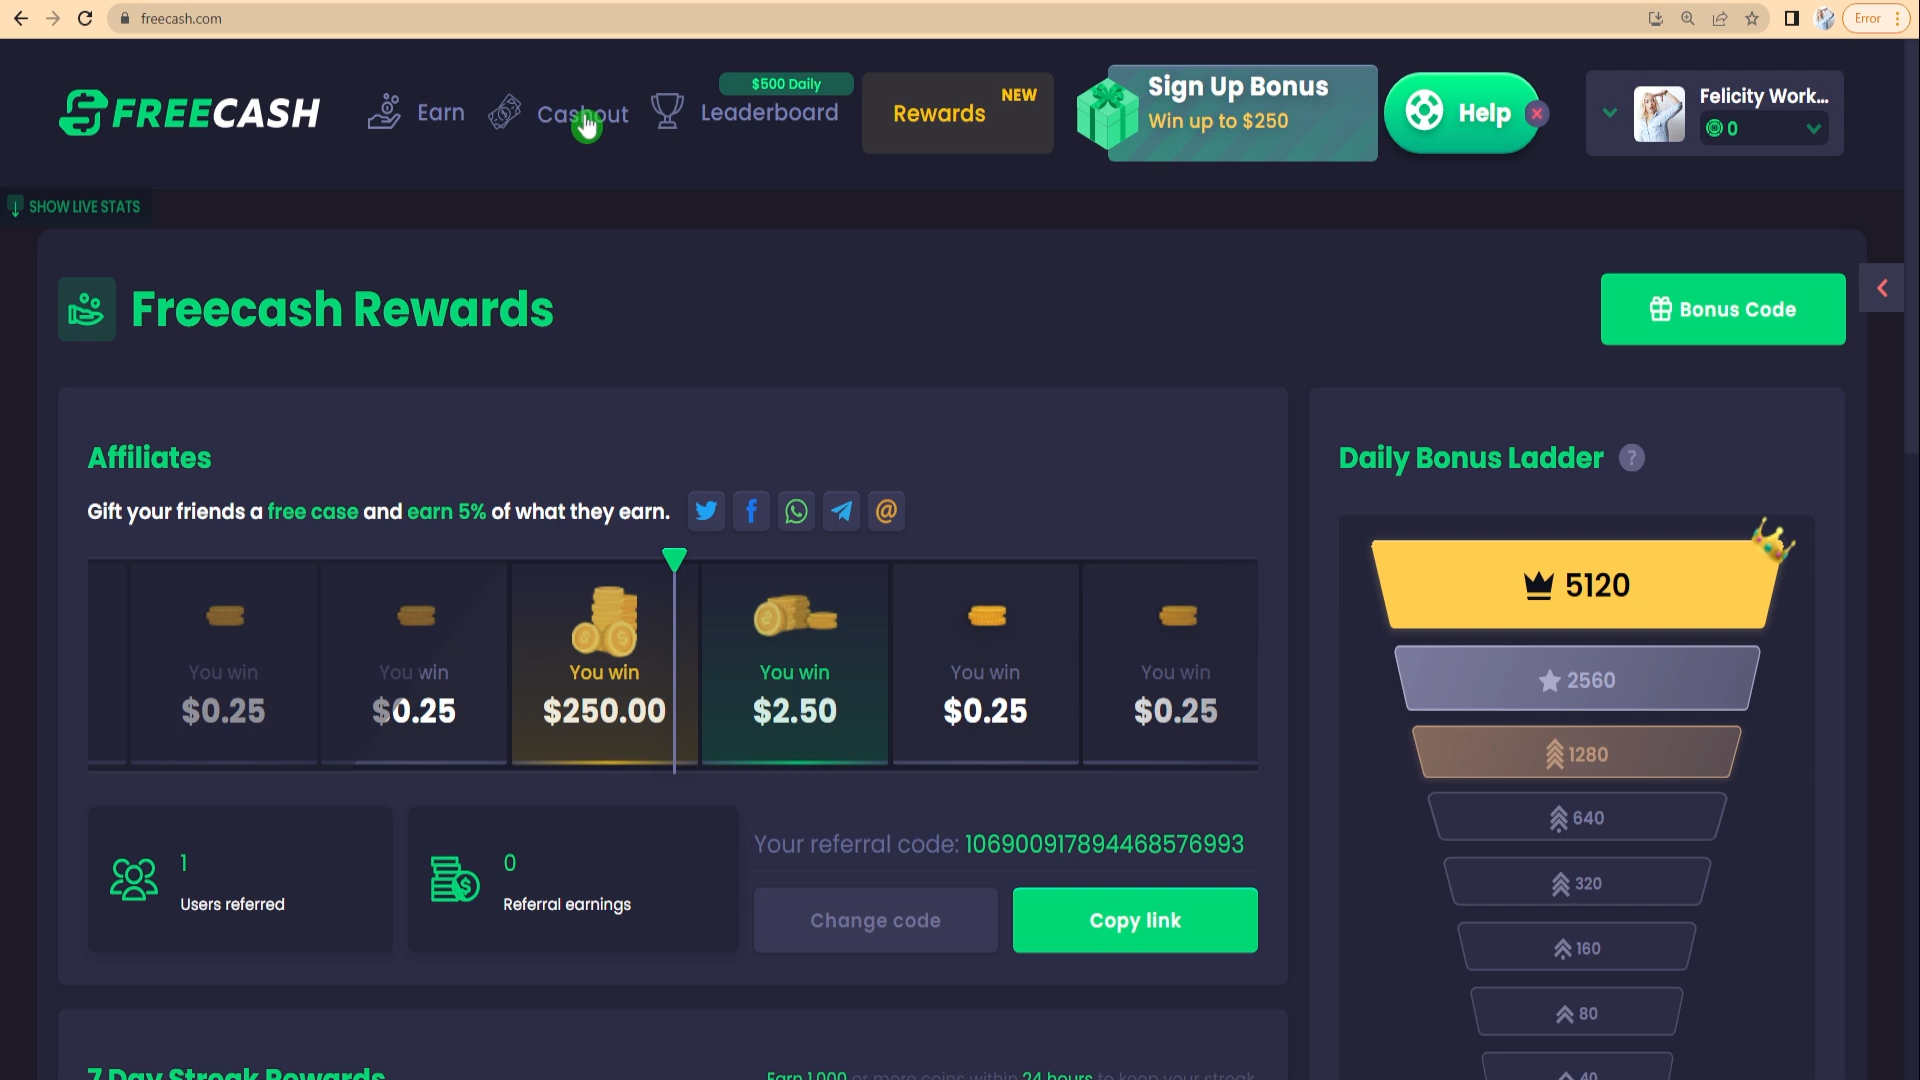 freecash.com
Error
FREECASH
Earn
Cashout
$500 Daily
Leaderboard
Rewards
NEW
Sign Up Bonus
Win up to $250
Help
Felicity Work...
0
SHOW LIVE STATS
Freecash Rewards
Bonus Code
Affiliates
Gift your friends a free case and earn 5% of what they earn.
You win
$0.25
You win
$0.25
You win
$250.00
You win
$2.50
You win
$0.25
You win
$0.25
1
Users referred
0
Referral earnings
Your referral code: 106900917894468576993
Change code
Copy link
Daily Bonus Ladder ?
5120
2560
1280
640
320
160
80
40
7 Day Streak Rewards
Earn 1,000 or more coins within 24 hours to keep your streak